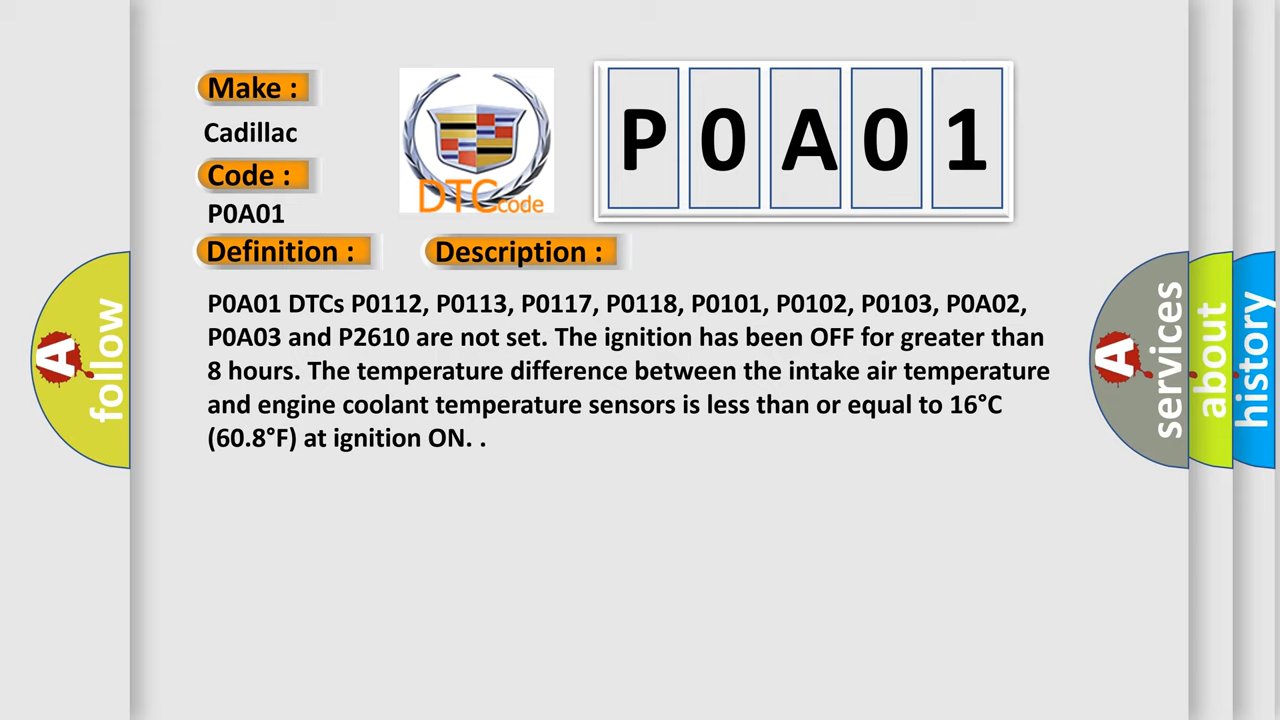 Make :
Cadillac
Code :
P0A01
DTCcode
P0A01
Definition :
Description :
P0A01 DTCs P0112, P0113, P0117, P0118, P0101, P0102, P0103, P0A02,
P0A03 and P2610 are not set. The ignition has been OFF for greater than
8 hours. The temperature difference between the intake air temperature
and engine coolant temperature sensors is less than or equal to 16°C
(60.8°F) at ignition ON. .
A follow
A services
about
history